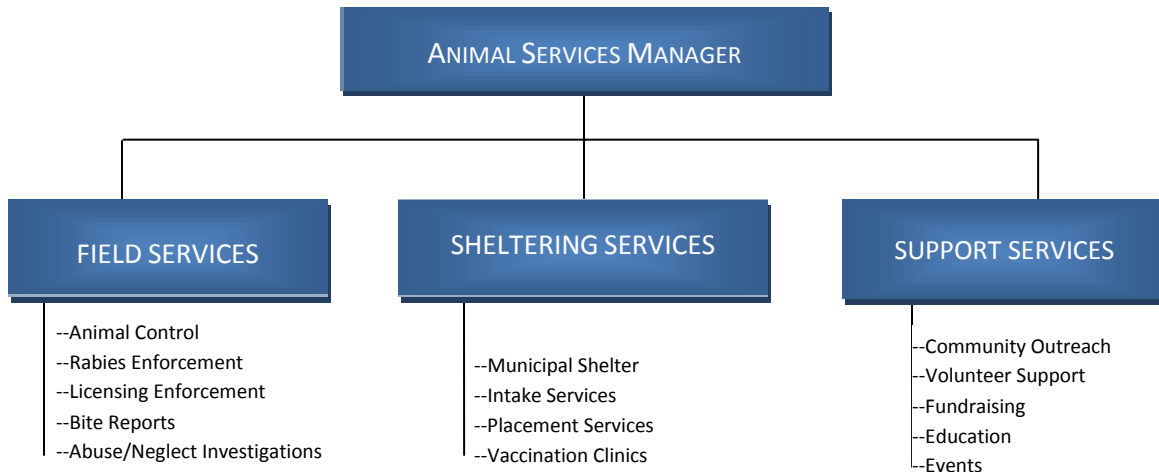 ANIMAL SERVICES MANAGER
FIELD SERVICES
--Animal Control
--Rabies Enforcement
--Licensing Enforcement
--Bite Reports
--Abuse/Neglect Investigations
SHELTERING SERVICES
--Municipal Shelter
--Intake Services
--Placement Services
--Vaccination Clinics
SUPPORT SERVICES
--Community Outreach
--Volunteer Support
--Fundraising
--Education
--Events